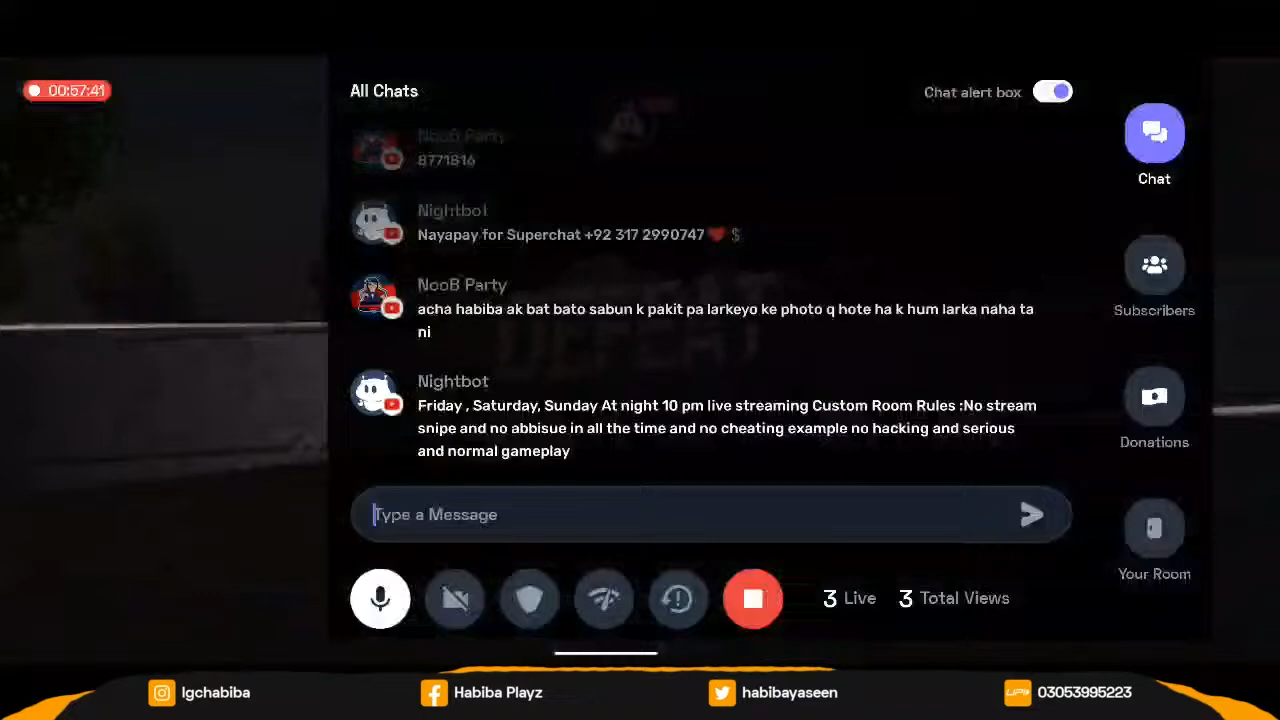 00:57:41
All Chats
Chat alert box
NooB Party
8771816
Nightbot
Nayapay for Superchat +92 317 2990747 ❤️ $
NooB Party
acha habiba ak bat bato sabun k pakit pa larkeyo ke photo q hote ha k hum larka naha ta
ni
Nightbot
Friday , Saturday, Sunday At night 10 pm live streaming Custom Room Rules :No stream
snipe and no abbisue in all the time and no cheating example no hacking and serious
and normal gameplay
Type a Message
Chat
Subscribers
Donations
Your Room
3 Live 3 Total Views
DEFEAT
Igchabiba
Habiba Playz
habibayaseen
03053995223